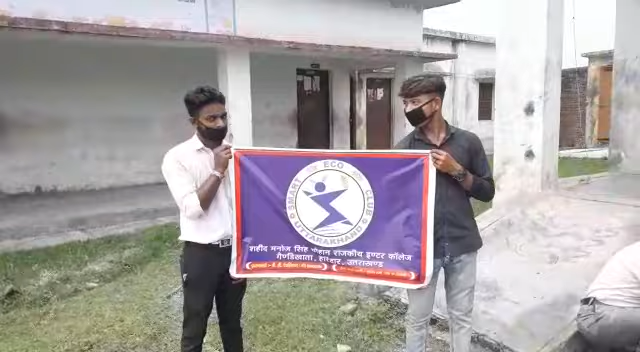 SMART ECO CLUB
UTTARAKHAND
शहीद मनोज सिंह चौहान राजकीय इण्टर कॉलेज
गैण्डीखाता, हरिद्वार, उत्तराखण्ड